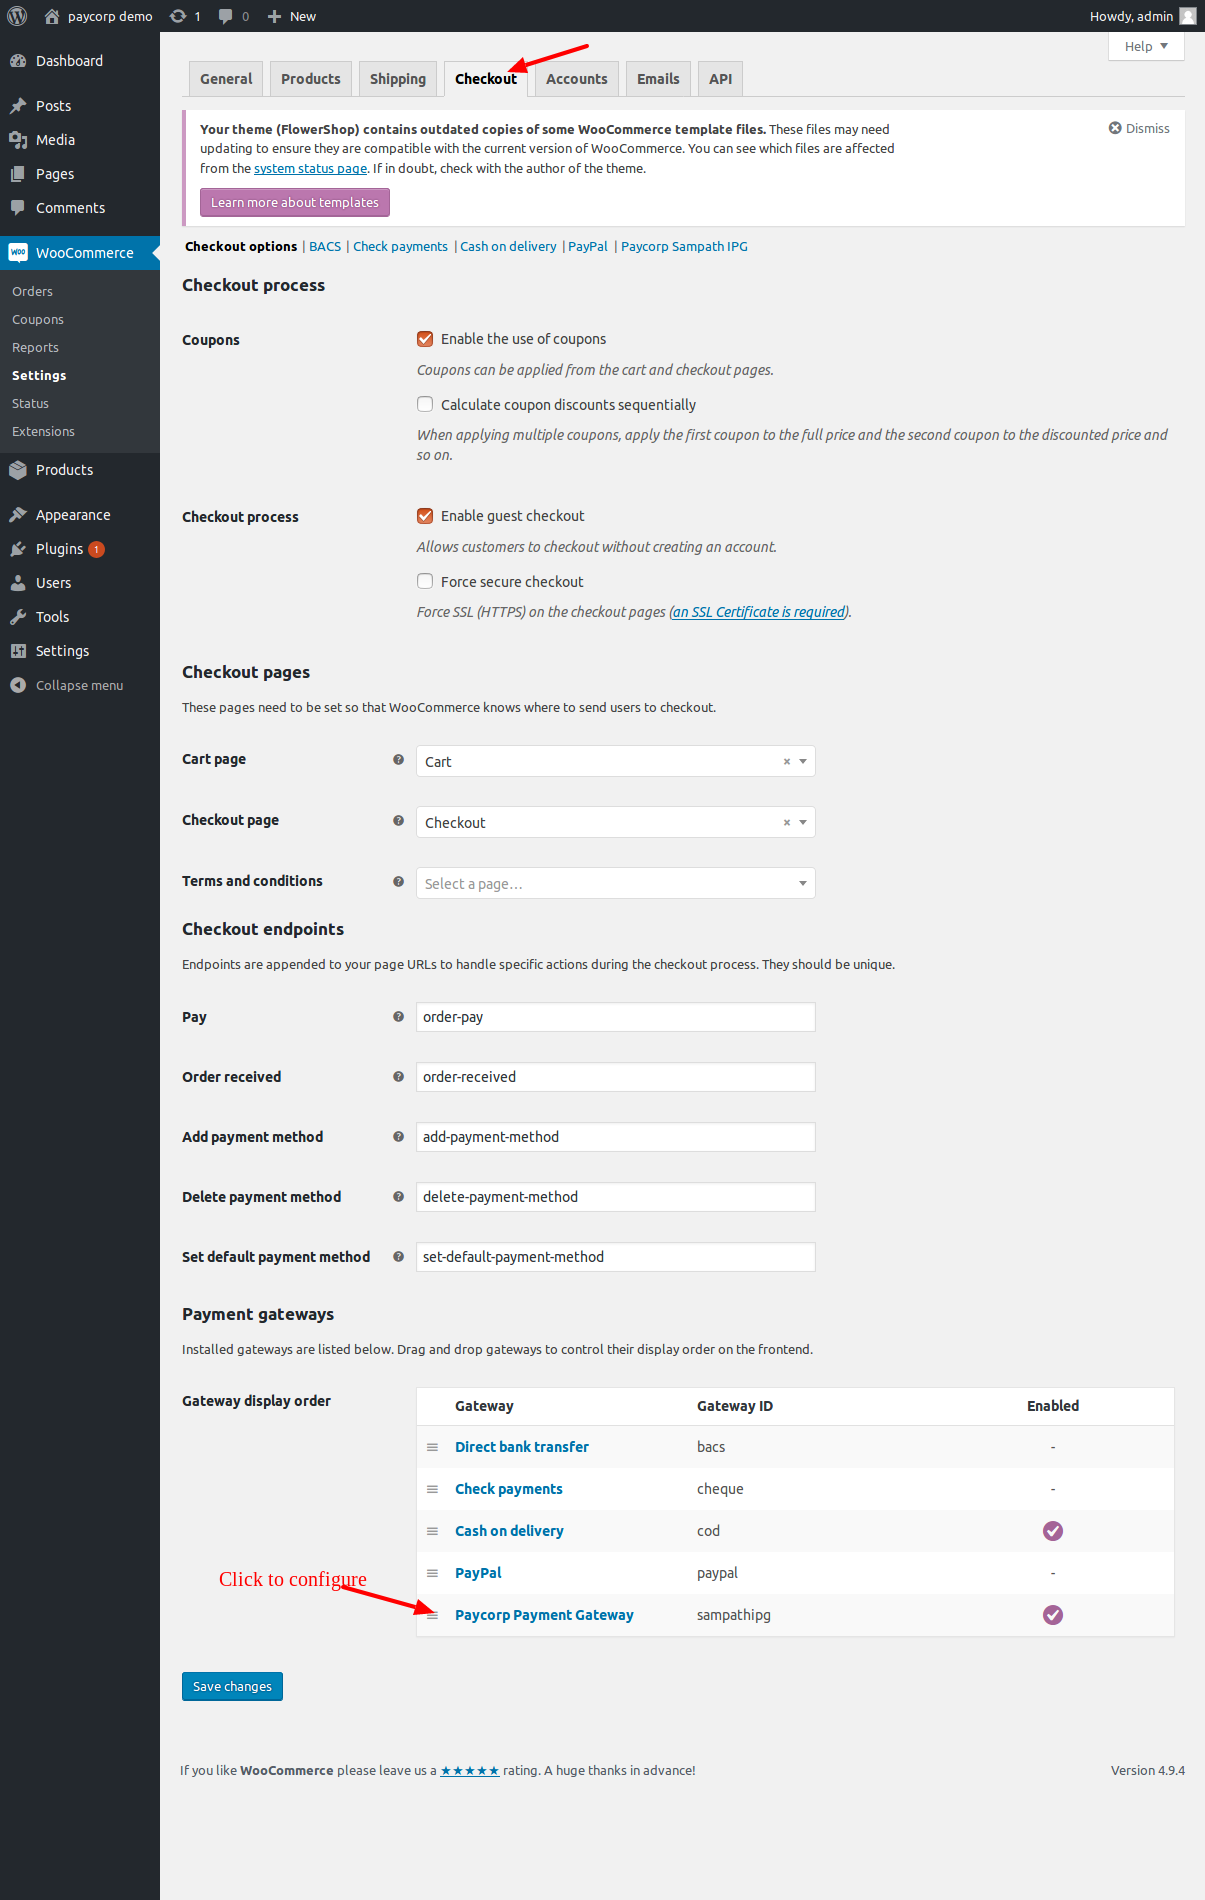 paycorp demo 1 0 New Howdy, admin
Help
Dashboard
Posts
Media
Pages
Comments
WooCommerce
Orders
Coupons
Reports
Settings
Status
Extensions
Products
Appearance
Plugins 1
Users
Tools
Settings
Collapse menu
General Products Shipping Checkout Accounts Emails API
Your theme (FlowerShop) contains outdated copies of some WooCommerce template files. These files may need
updating to ensure they are compatible with the current version of WooCommerce. You can see which files are affected
from the system status page. If in doubt, check with the author of the theme.
Dismiss
Learn more about templates
Checkout options | BACS | Check payments | Cash on delivery | PayPal | Paycorp Sampath IPG
Checkout process
Coupons
Enable the use of coupons
Coupons can be applied from the cart and checkout pages.
Calculate coupon discounts sequentially
When applying multiple coupons, apply the first coupon to the full price and the second coupon to the discounted price and
so on.
Checkout process
Enable guest checkout
Allows customers to checkout without creating an account.
Force secure checkout
Force SSL (HTTPS) on the checkout pages (an SSL Certificate is required).
Checkout pages
These pages need to be set so that WooCommerce knows where to send users to checkout.
Cart page ? Cart ×
Checkout page ? Checkout ×
Terms and conditions ? Select a page…
Checkout endpoints
Endpoints are appended to your page URLs to handle specific actions during the checkout process. They should be unique.
Pay ? order-pay
Order received ? order-received
Add payment method ? add-payment-method
Delete payment method ? delete-payment-method
Set default payment method ? set-default-payment-method
Payment gateways
Installed gateways are listed below. Drag and drop gateways to control their display order on the frontend.
Gateway display order
Gateway Gateway ID Enabled
Direct bank transfer bacs -
Check payments cheque -
Cash on delivery cod
PayPal paypal -
Click to configure
Paycorp Payment Gateway sampathipg
Save changes
If you like WooCommerce please leave us a ★★★★★ rating. A huge thanks in advance!
Version 4.9.4